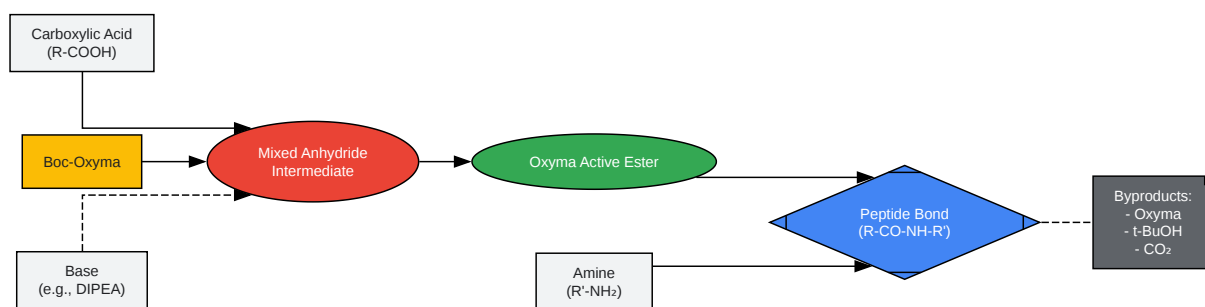 Carboxylic Acid
(R-COOH)
Boc-Oxyma
Mixed Anhydride
Intermediate
Oxyma Active Ester
Base
(e.g., DIPEA)
Amine
(R'-NH₂)
Peptide Bond
(R-CO-NH-R')
Byproducts:
- Oxyma
- t-BuOH
- CO₂